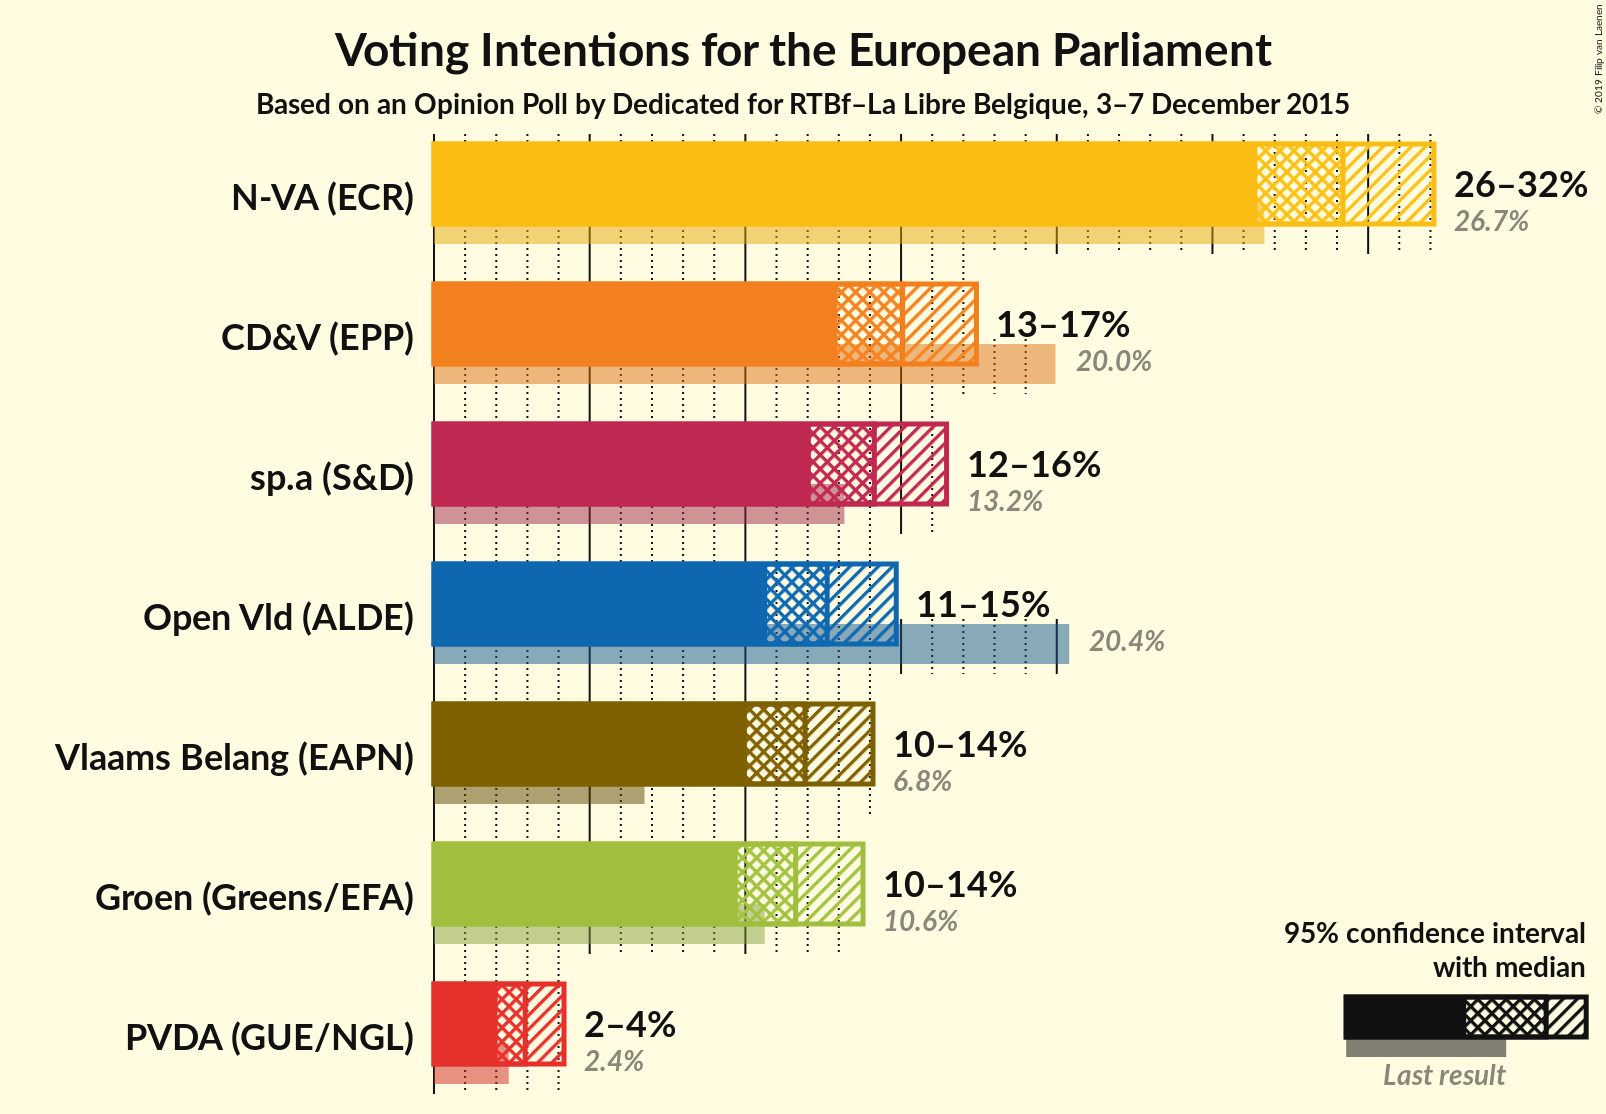 Voting Intentions for the European Parliament
Based on an Opinion Poll by Dedicated for RTBf–La Libre Belgique, 3–7 December 2015
© 2019 Filip van Laenen
N-VA (ECR)
26–32%
26.7%
CD&V (EPP)
13–17%
20.0%
sp.a (S&D)
12–16%
13.2%
Open Vld (ALDE)
11–15%
20.4%
Vlaams Belang (EAPN)
10–14%
6.8%
Groen (Greens/EFA)
10–14%
10.6%
PVDA (GUE/NGL)
2–4%
2.4%
95% confidence interval
with median
Last result